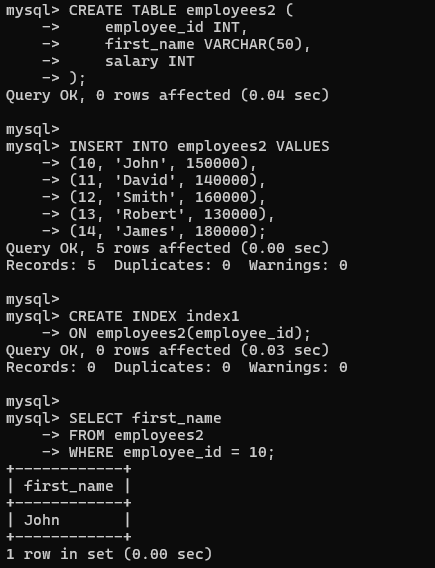 mysql> CREATE TABLE employees2 (
    ->     employee_id INT,
    ->     first_name VARCHAR(50),
    ->     salary INT
    -> );
Query OK, 0 rows affected (0.04 sec)

mysql>
mysql> INSERT INTO employees2 VALUES
    -> (10, 'John', 150000),
    -> (11, 'David', 140000),
    -> (12, 'Smith', 160000),
    -> (13, 'Robert', 130000),
    -> (14, 'James', 180000);
Query OK, 5 rows affected (0.00 sec)
Records: 5  Duplicates: 0  Warnings: 0

mysql>
mysql> CREATE INDEX index1
    -> ON employees2(employee_id);
Query OK, 0 rows affected (0.03 sec)
Records: 0  Duplicates: 0  Warnings: 0

mysql>
mysql> SELECT first_name
    -> FROM employees2
    -> WHERE employee_id = 10;
+------------+
| first_name |
+------------+
| John       |
+------------+
1 row in set (0.00 sec)